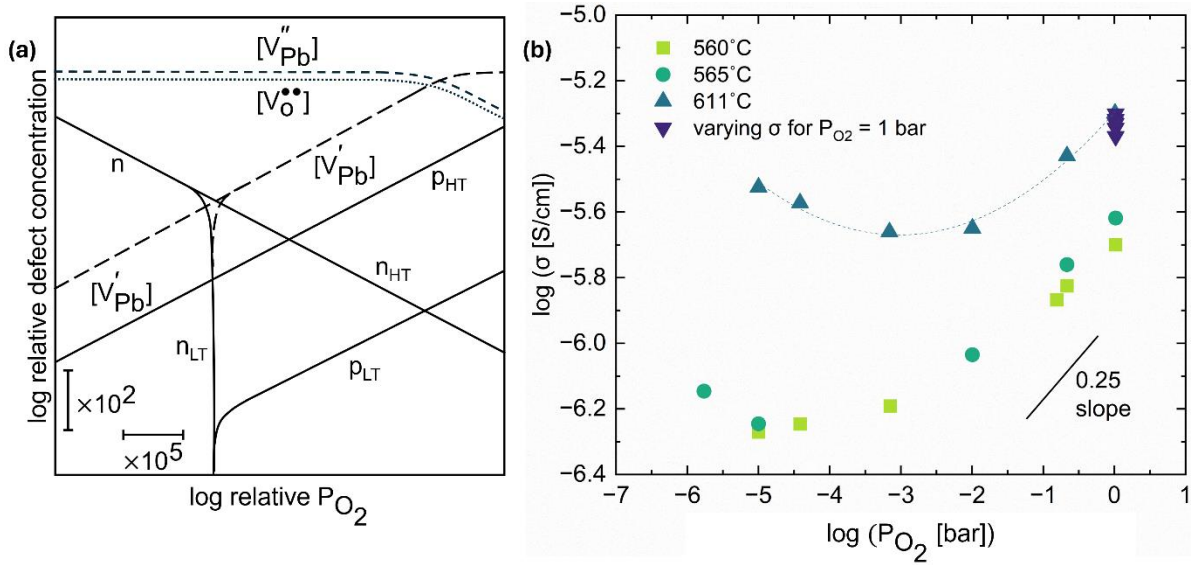 (a)
[V''Pb]
[VO••]
n
[V'Pb]
pHT
[V'Pb]
nHT
nLT
pLT
×10²
×10⁵
log relative defect concentration
log relative PO₂
(b)
560°C
565°C
611°C
varying σ for PO2 = 1 bar
0.25
slope
−5.0
−5.2
−5.4
−5.6
−5.8
−6.0
−6.2
−6.4
log (σ [S/cm])
−7 −6 −5 −4 −3 −2 −1 0 1
log (PO₂ [bar])